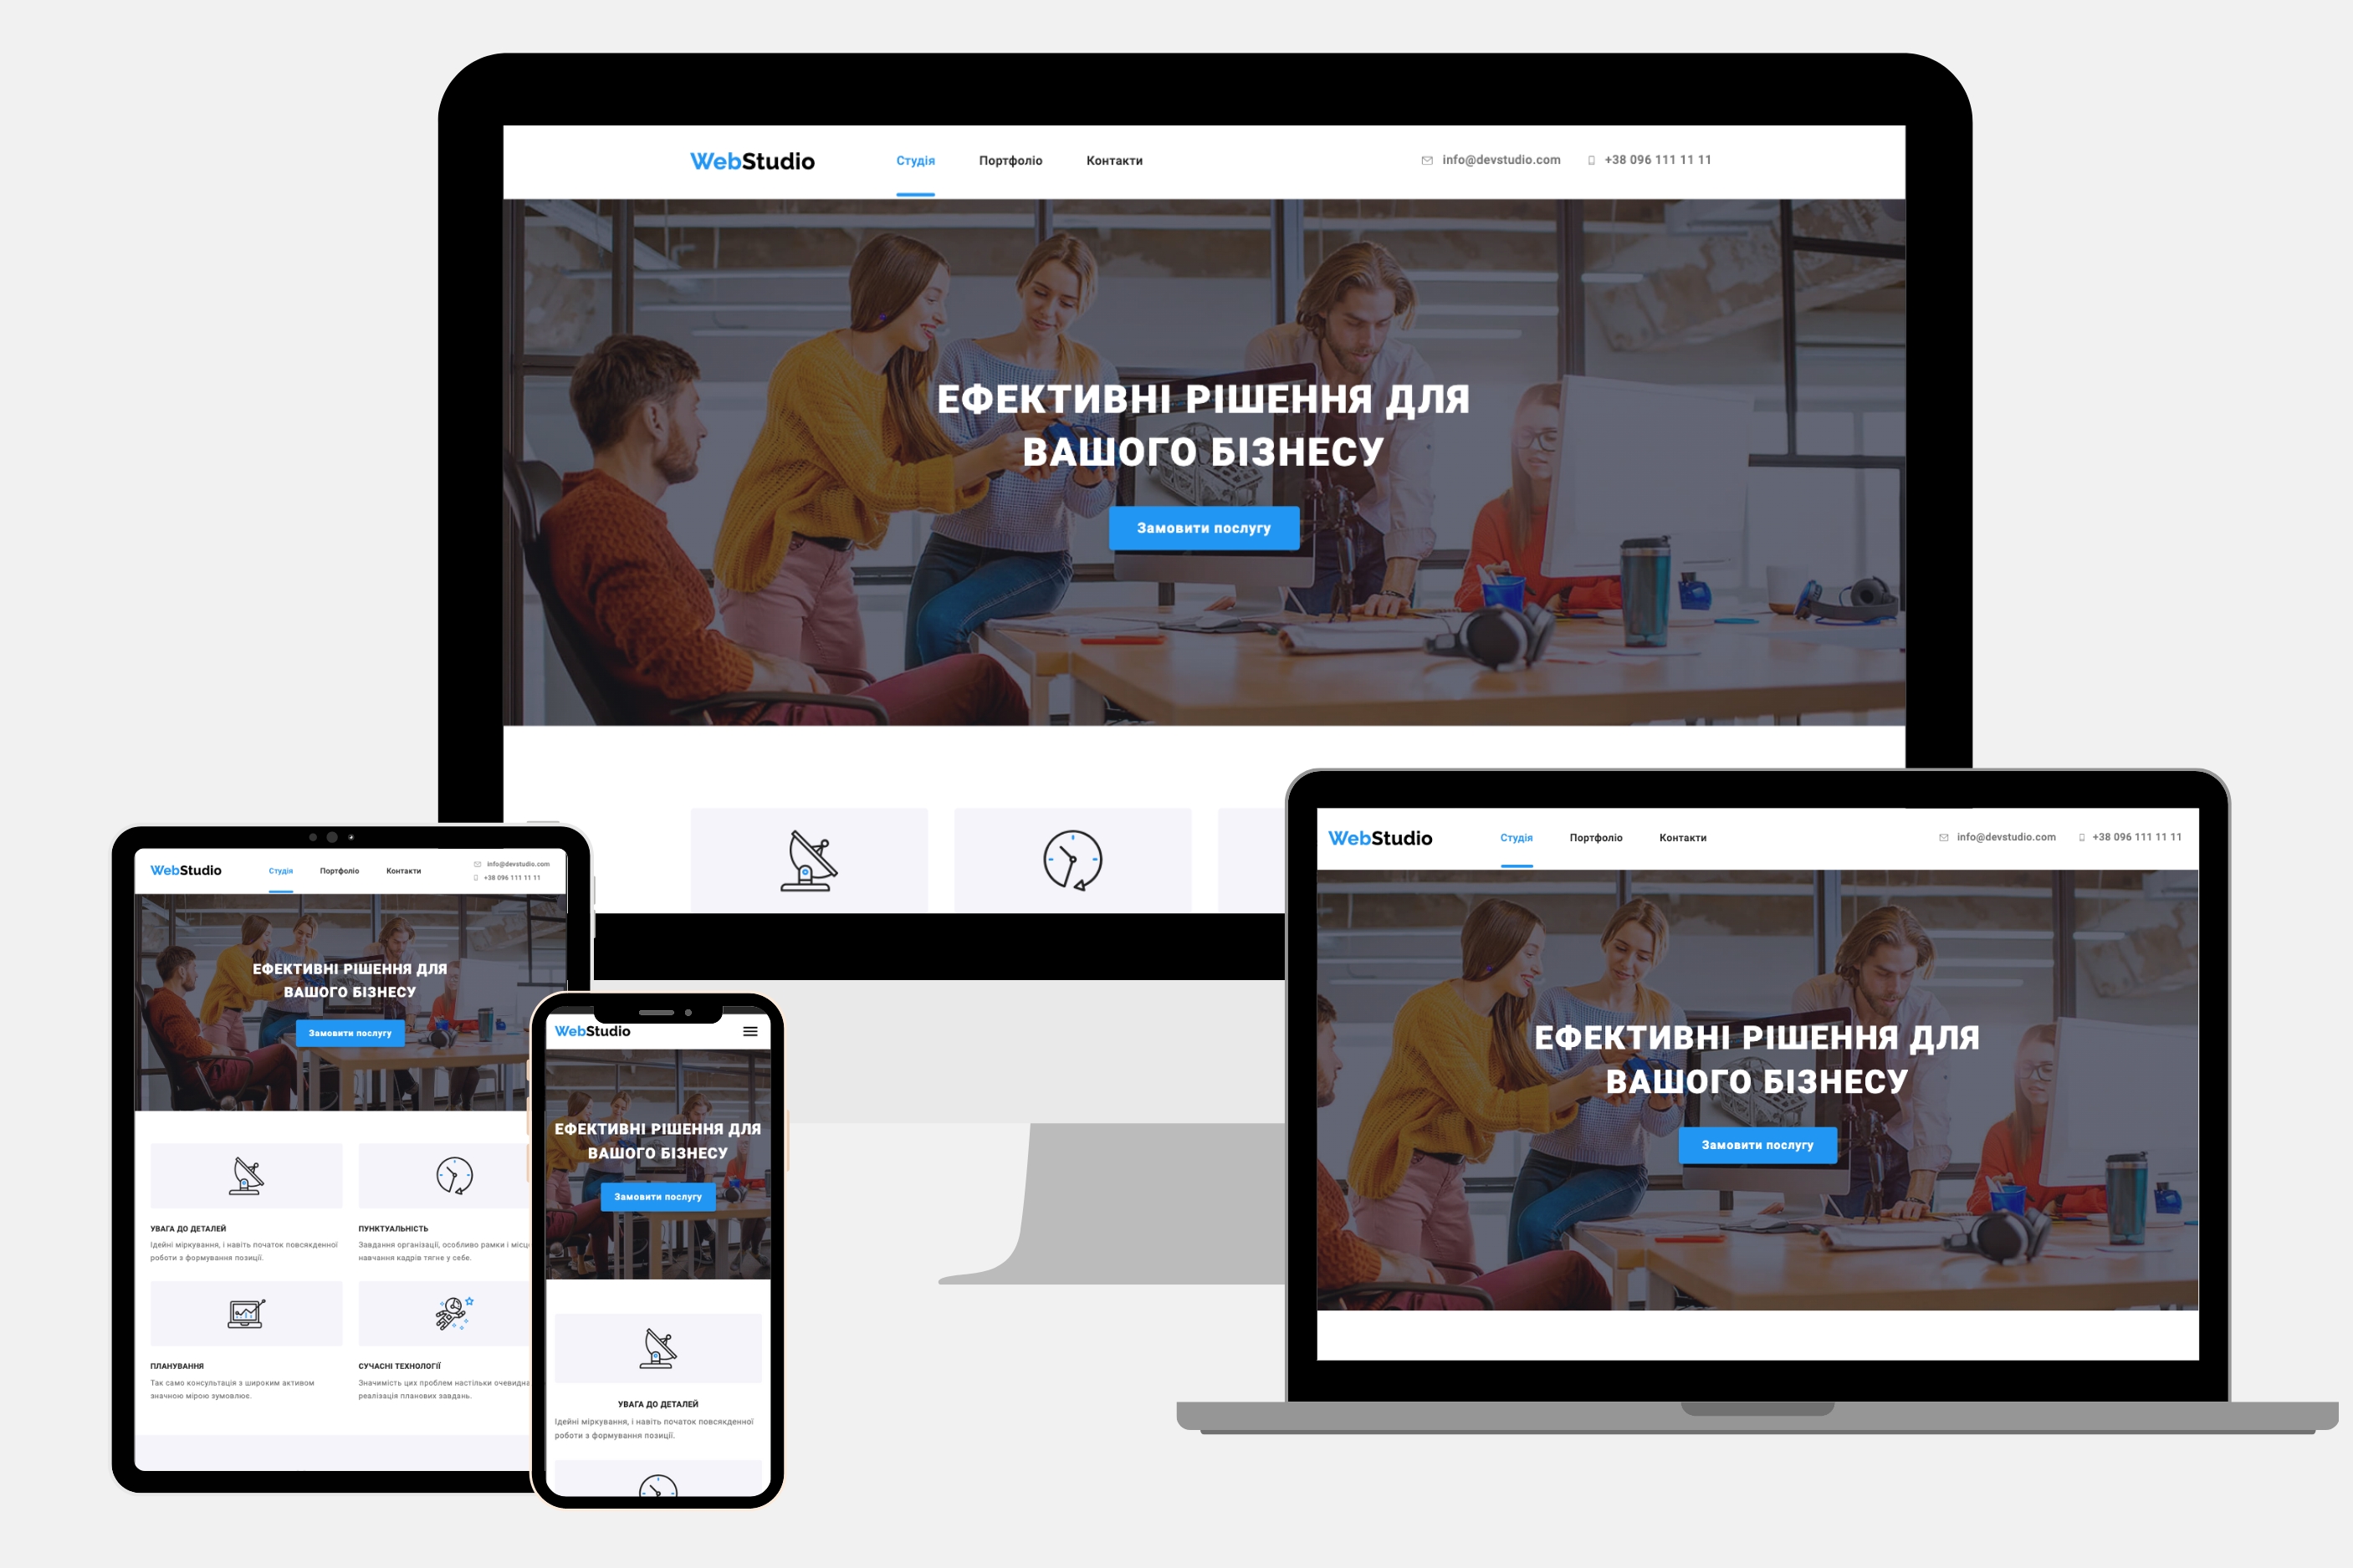 WebStudio
Студія Портфоліо Контакти
info@devstudio.com +38 096 111 11 11
ЕФЕКТИВНІ РІШЕННЯ ДЛЯ
ВАШОГО БІЗНЕСУ
Замовити послугу
WebStudio
Студія Портфоліо Контакти
info@devstudio.com
+38 096 111 11 11
ЕФЕКТИВНІ РІШЕННЯ ДЛЯ
ВАШОГО БІЗНЕСУ
Замовити послугу
УВАГА ДО ДЕТАЛЕЙ
Ідейні міркування, і навіть початок повсякденної
роботи з формування позиції.
ПУНКТУАЛЬНІСТЬ
Завдання організації, особливо рамки і
навчання кадрів тягне у себе.
ПЛАНУВАННЯ
Так само консультація з широким активом
значною мірою зумовлює.
СУЧАСНІ ТЕХНОЛОГІЇ
Значимість цих проблем настільки
реалізація планових завдань.
WebStudio
ЕФЕКТИВНІ РІШЕННЯ ДЛЯ
ВАШОГО БІЗНЕСУ
Замовити послугу
УВАГА ДО ДЕТАЛЕЙ
Ідейні міркування, і навіть початок повсякденної
роботи з формування позиції.
WebStudio
Студія Портфоліо Контакти
info@devstudio.com +38 096 111 11 11
ЕФЕКТИВНІ РІШЕННЯ ДЛЯ
ВАШОГО БІЗНЕСУ
Замовити послугу